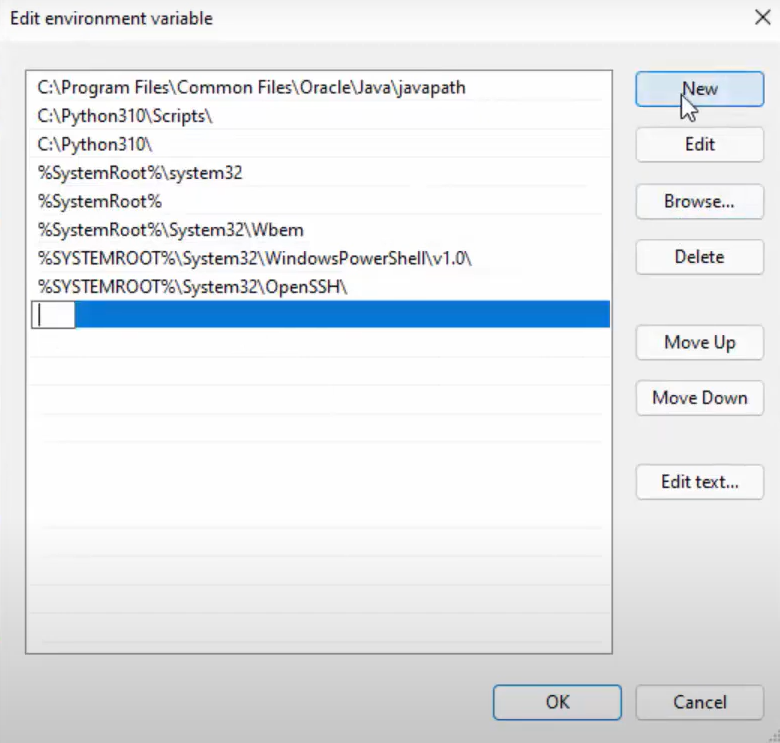 Edit environment variable
C:\Program Files\Common Files\Oracle\Java\javapath
C:\Python310\Scripts\
C:\Python310\
%SystemRoot%\system32
%SystemRoot%
%SystemRoot%\System32\Wbem
%SYSTEMROOT%\System32\WindowsPowerShell\v1.0\
%SYSTEMROOT%\System32\OpenSSH\
New
Edit
Browse...
Delete
Move Up
Move Down
Edit text...
OK
Cancel